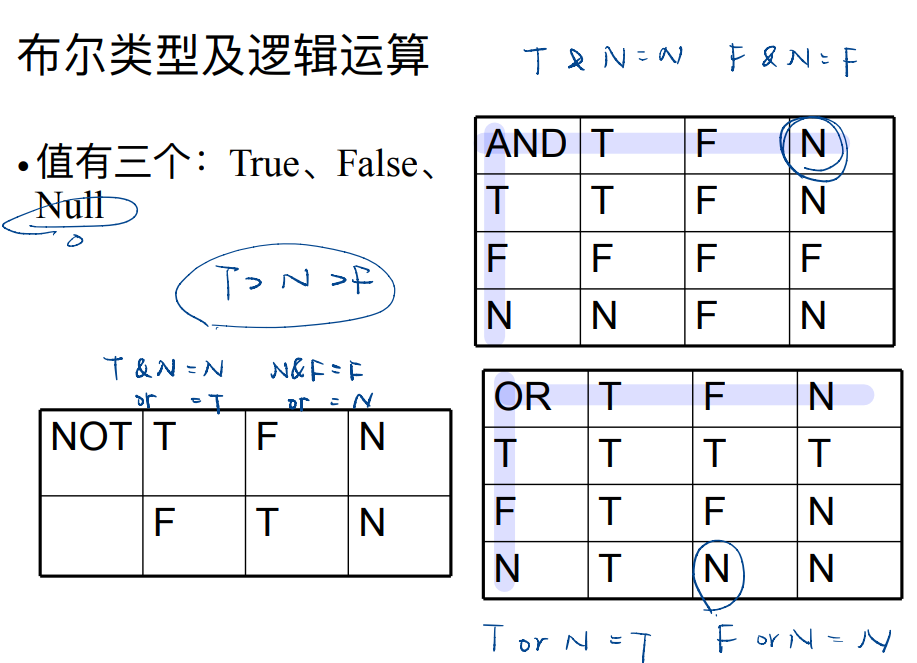 布尔类型及逻辑运算
T & N = N F & N = F
• 值有三个：True、False、
Null
T > N > F
AND T F N
T T F N
F F F F
N N F N
T & N = N N & F = F
or = T or = N
NOT T F N
F T N
OR T F N
T T T T
F T F N
N T N N
T or N = T F or N = N